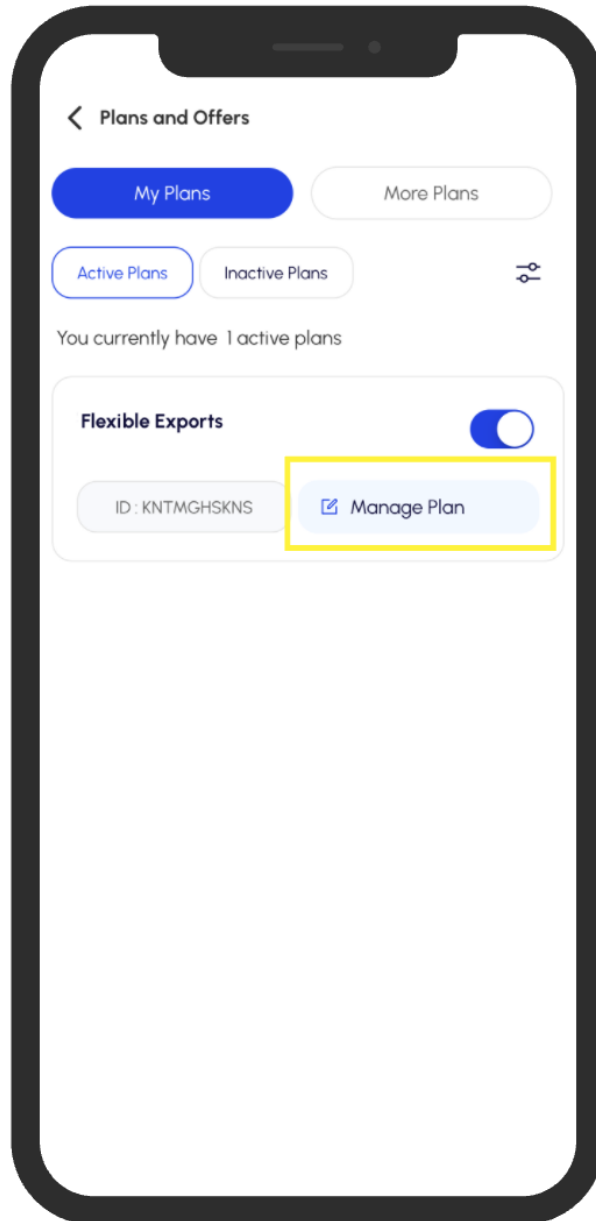 Plans and Offers
My Plans More Plans
Active Plans Inactive Plans
You currently have 1 active plans
Flexible Exports
ID : KNTMGHSKNS Manage Plan